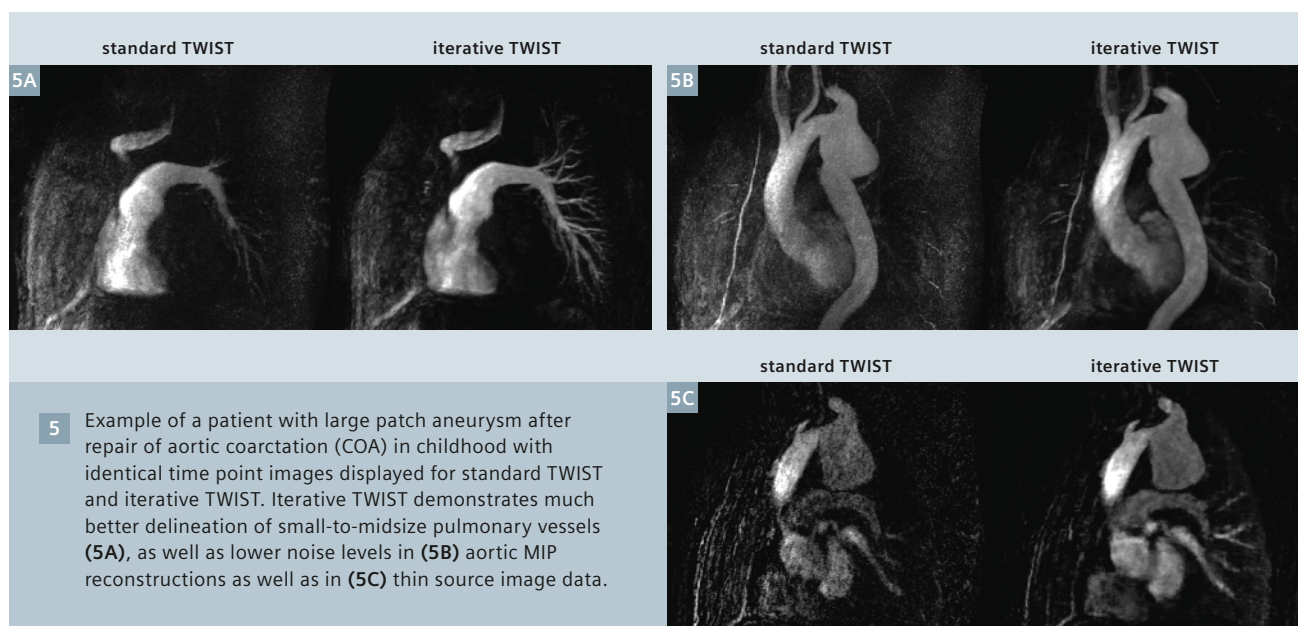 standard TWIST iterative TWIST
5A
standard TWIST iterative TWIST
5B
standard TWIST iterative TWIST
5C
5 Example of a patient with large patch aneurysm after
repair of aortic coarctation (COA) in childhood with
identical time point images displayed for standard TWIST
and iterative TWIST. Iterative TWIST demonstrates much
better delineation of small-to-midsize pulmonary vessels
(5A), as well as lower noise levels in (5B) aortic MIP
reconstructions as well as in (5C) thin source image data.